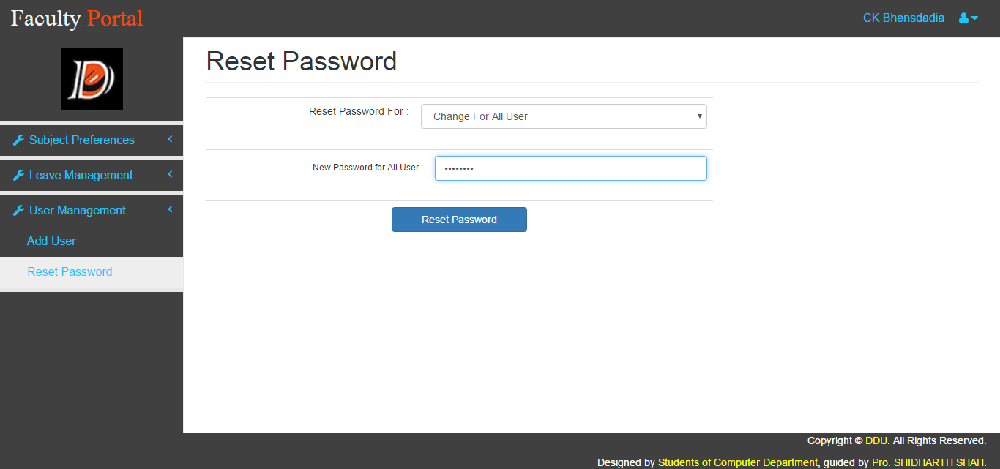 Faculty Portal
CK Bhensdadia
D
Subject Preferences
Leave Management
User Management
Add User
Reset Password
Reset Password
Reset Password For :
Change For All User
New Password for All User :
••••••••
Reset Password
Copyright © DDU. All Rights Reserved.
Designed by Students of Computer Department, guided by Pro. SHIDHARTH SHAH.